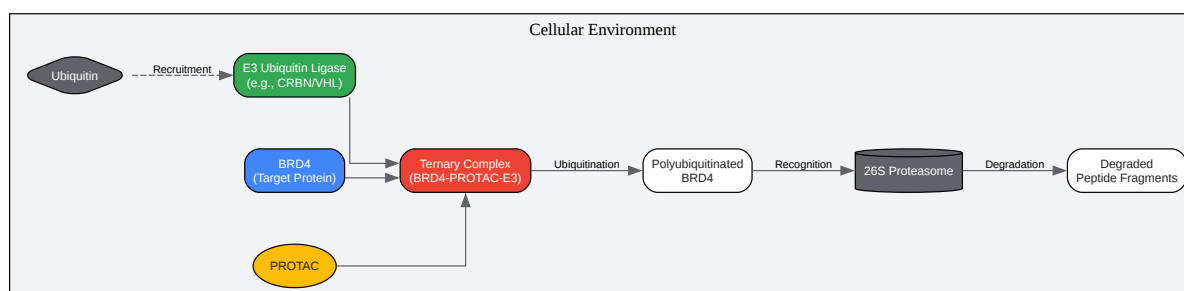 Cellular Environment
Ubiquitin
Recruitment
E3 Ubiquitin Ligase
(e.g., CRBN/VHL)
BRD4
(Target Protein)
Ternary Complex
(BRD4-PROTAC-E3)
Ubiquitination
Polyubiquitinated
BRD4
Recognition
26S Proteasome
Degradation
Degraded
Peptide Fragments
PROTAC